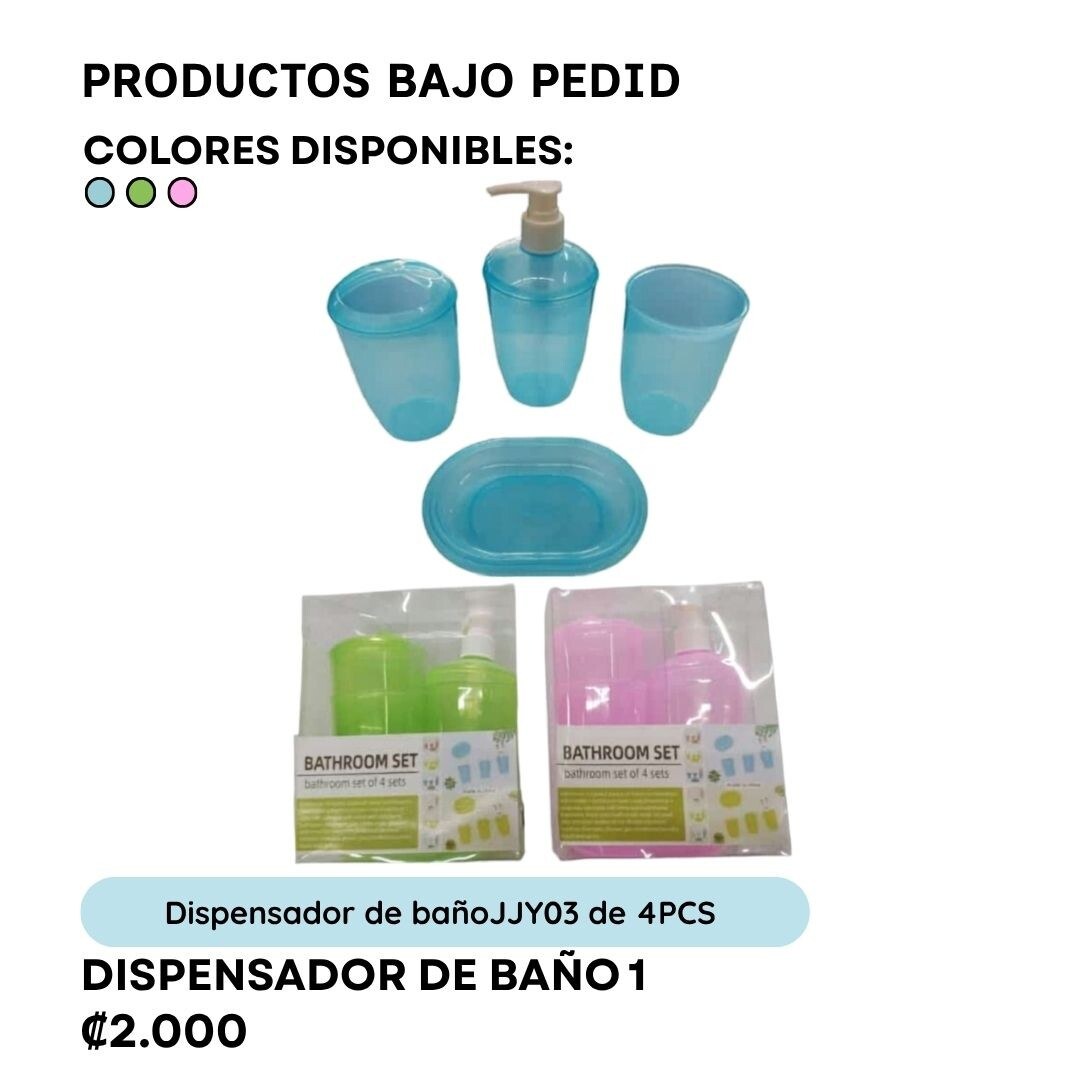 PRODUCTOS BAJO PEDID
COLORES DISPONIBLES:
BATHROOM SET
bathroom set of 4 sets
BATHROOM SET
bathroom set of 4 sets
Dispensador de bañoJJY03 de 4PCS
DISPENSADOR DE BAÑO 1
₡2.000